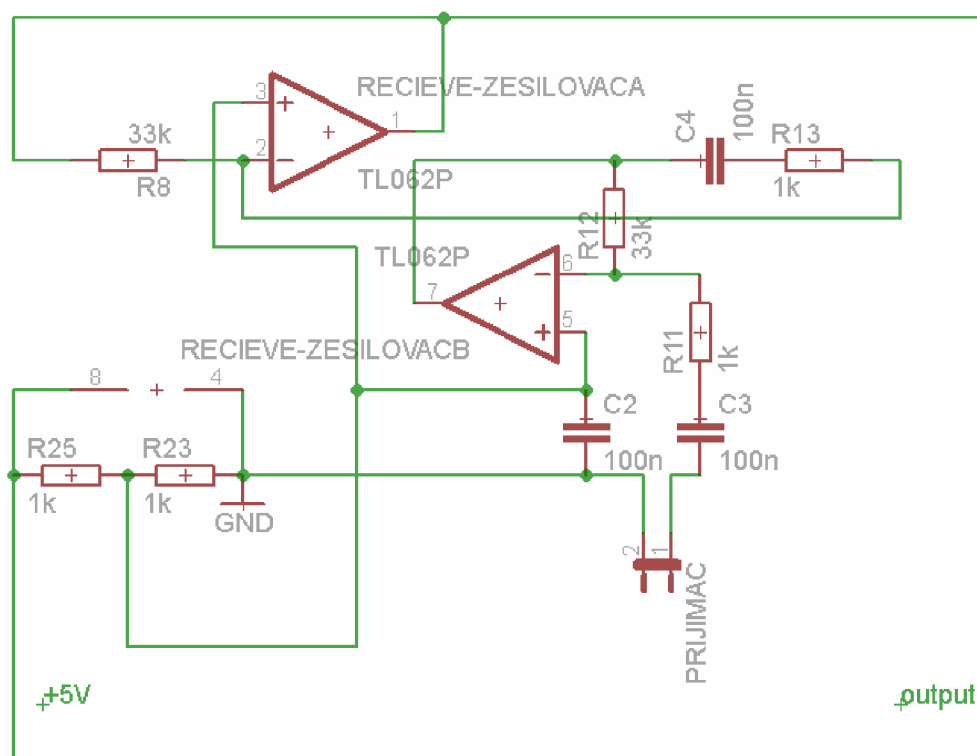 RECIEVE-ZESILOVACA
3
1
2
33k
R8
TL062P
C4
100n
R13
1k
R12
33k
TL062P
7
6
5
R11
1k
RECIEVE-ZESILOVACB
8
4
C2
100n
C3
100n
R25
1k
R23
1k
GND
2
1
PRIJIMAC
+5V
output